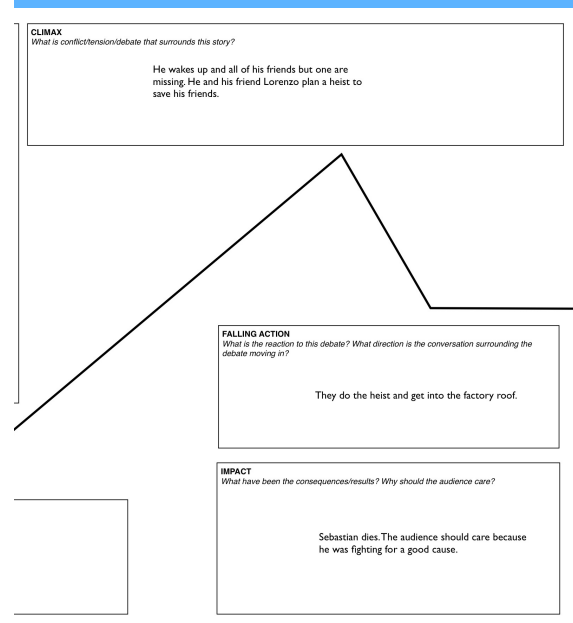 CLIMAX
What is conflict/tension/debate that surrounds this story?
He wakes up and all of his friends but one are
missing. He and his friend Lorenzo plan a heist to
save his friends.
FALLING ACTION
What is the reaction to this debate? What direction is the conversation surrounding the
debate moving in?
They do the heist and get into the factory roof.
IMPACT
What have been the consequences/results? Why should the audience care?
Sebastian dies. The audience should care because
he was fighting for a good cause.